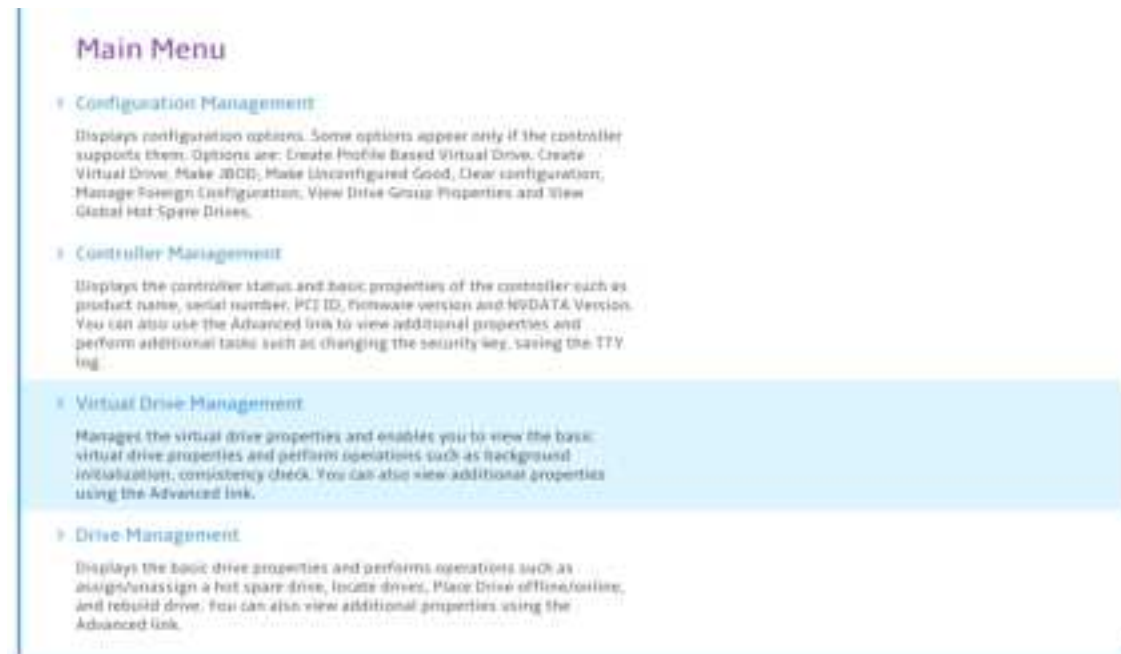 Main Menu
Configuration Management
Displays configuration options. Some options appear only if the controller
supports them. Options are: Create Profile Based Virtual Drive, Create
Virtual Drive, Make JBOD, Make Unconfigured Good, Clear configuration,
Manage Foreign Configuration, View Drive Group Properties and View
Global Hot Spare Drives.
Controller Management
Displays the controller status and basic properties of the controller such as
product name, serial number, PCI ID, Firmware version and NVDATA Version.
You can also use the Advanced link to view additional properties and
perform additional tasks such as changing the security key, saving the TTY
log.
Virtual Drive Management
Manages the virtual drive properties and enables you to view the basic
virtual drive properties and perform operations such as background
initialization, consistency check. You can also view additional properties
using the Advanced link.
Drive Management
Displays the basic drive properties and performs operations such as
assign/unassign a hot spare drive, locate drives, Place Drive offline/online,
and rebuild drive. You can also view additional properties using the
Advanced link.